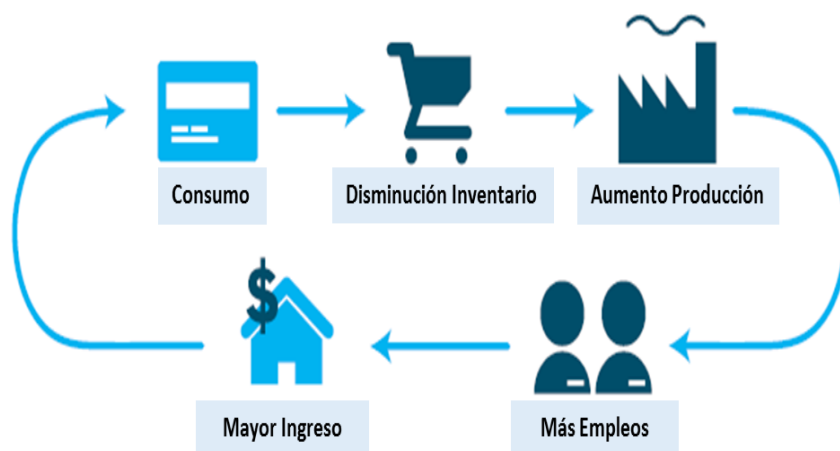 Consumo
Disminución Inventario
Aumento Producción
$
Más Empleos
Mayor Ingreso